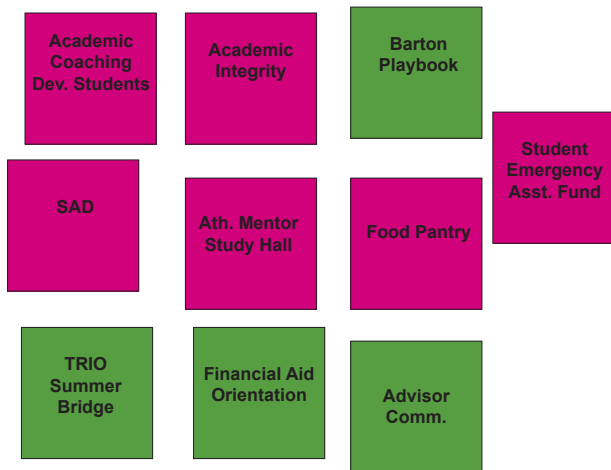 Academic
Coaching
Dev. Students
Academic
Integrity
Barton
Playbook
Student
Emergency
Asst. Fund
SAD
Ath. Mentor
Study Hall
Food Pantry
TRIO
Summer
Bridge
Financial Aid
Orientation
Advisor
Comm.